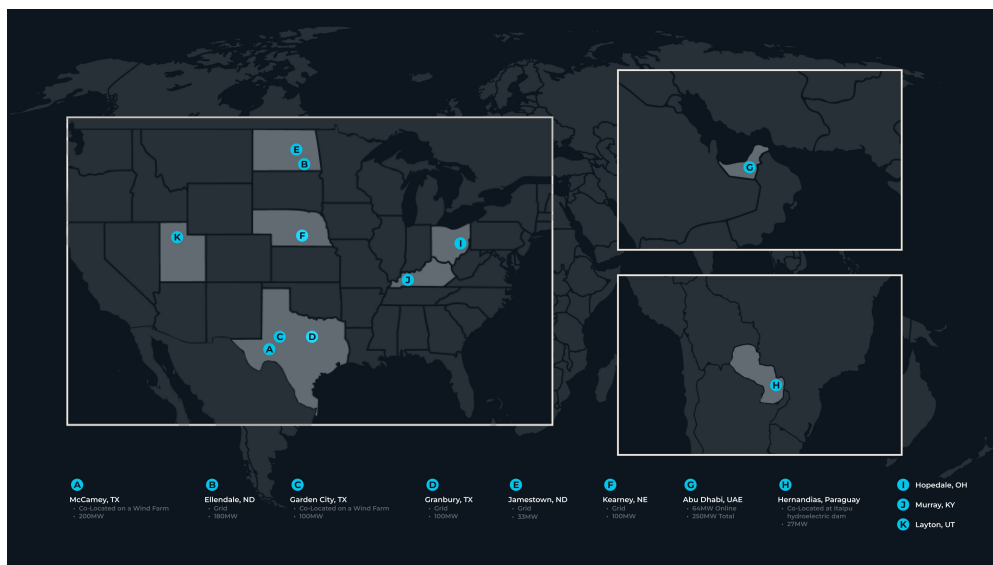 E
B
K
F
I
J
C
D
A
G
H
A
McCamey, TX
• Co-Located on a Wind Farm
• 200MW
B
Ellendale, ND
• Grid
• 180MW
C
Garden City, TX
• Co-Located on a Wind Farm
• 100MW
D
Granbury, TX
• Grid
• 100MW
E
Jamestown, ND
• Grid
• 33MW
F
Kearney, NE
• Grid
• 100MW
G
Abu Dhabi, UAE
• 64MW Online
• 250MW Total
H
Hernandias, Paraguay
• Co-Located at Itaipu
hydroelectric dam
• 27MW
I Hopedale, OH
J Murray, KY
K Layton, UT